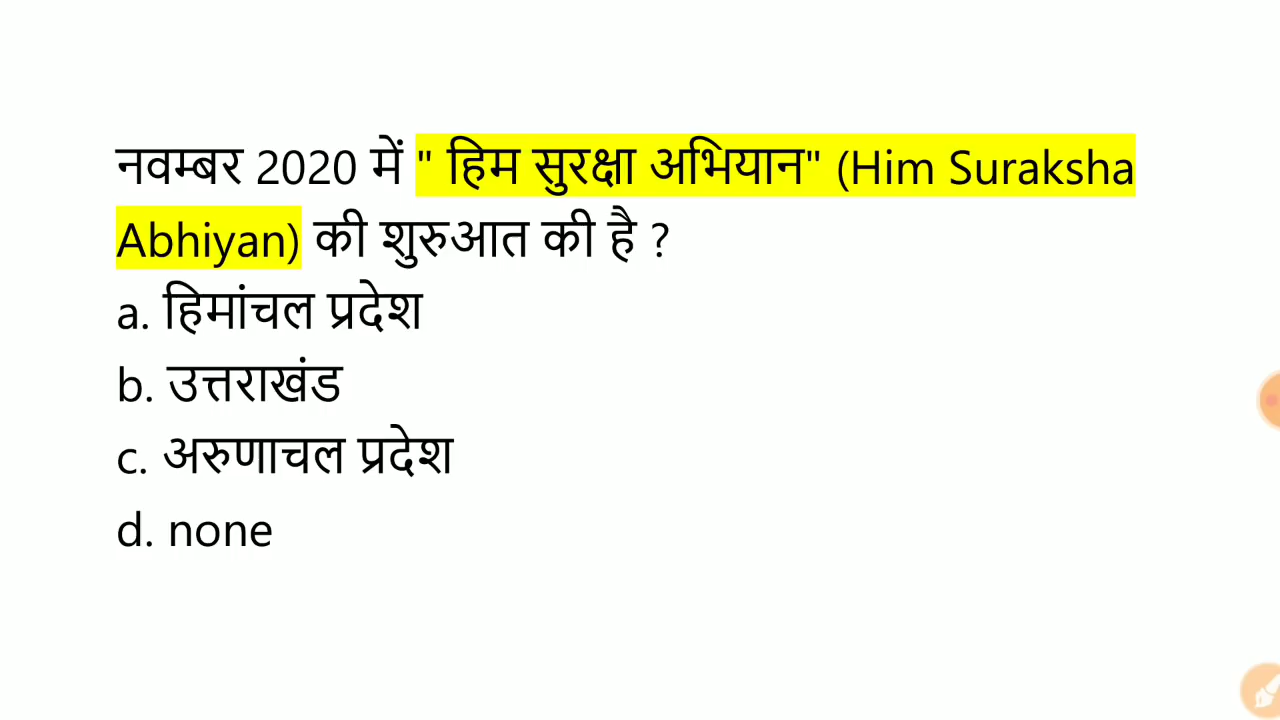 नवम्बर 2020 में " हिम सुरक्षा अभियान" (Him Suraksha
Abhiyan) की शुरुआत की है ?
a. हिमांचल प्रदेश
b. उत्तराखंड
c. अरुणाचल प्रदेश
d. none